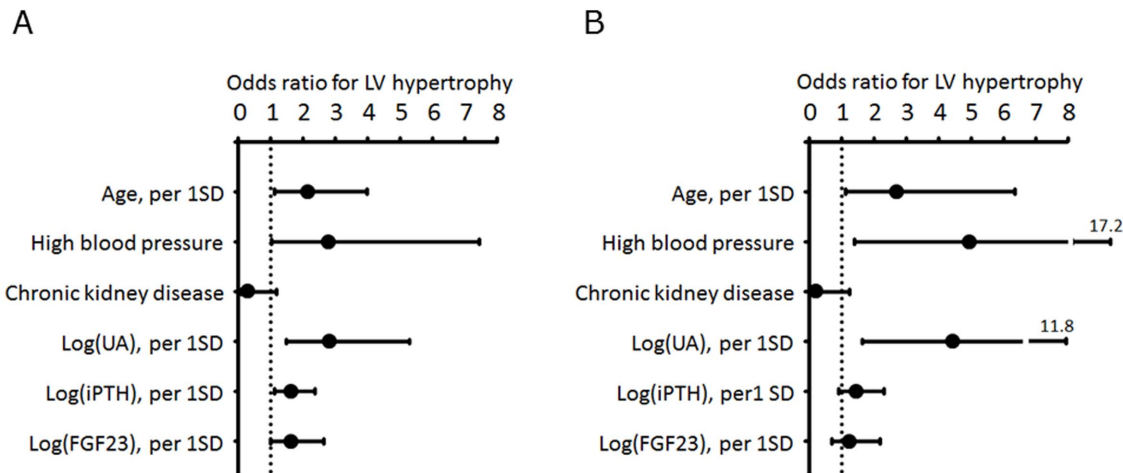 A
Odds ratio for LV hypertrophy
0 1 2 3 4 5 6 7 8
Age, per 1SD
High blood pressure
Chronic kidney disease
Log(UA), per 1SD
Log(iPTH), per 1SD
Log(FGF23), per 1SD
B
Odds ratio for LV hypertrophy
0 1 2 3 4 5 6 7 8
Age, per 1SD
High blood pressure
17.2
Chronic kidney disease
Log(UA), per 1SD
11.8
Log(iPTH), per1 SD
Log(FGF23), per 1SD